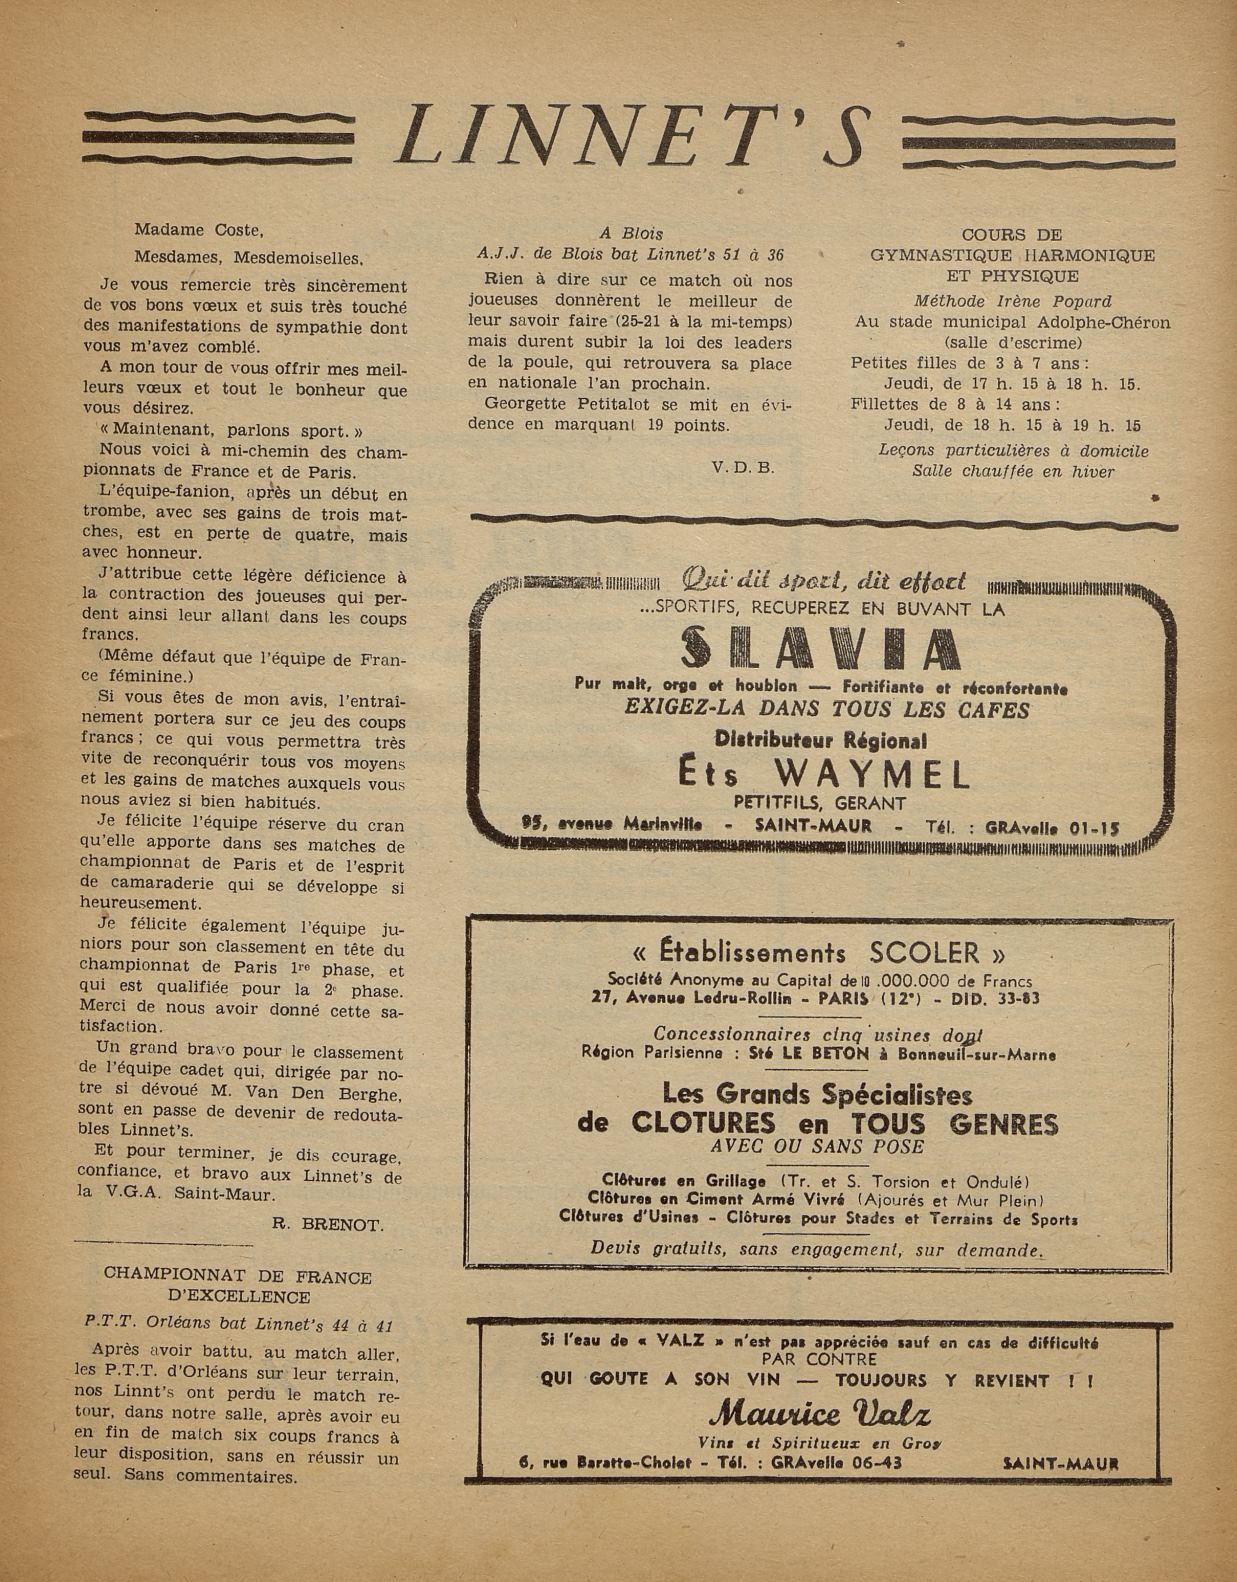 LINNET'S
Madame Coste,
Mesdames, Mesdemoiselles,
Je vous remercie très sincèrement
de vos bons vœux et suis très touché
des manifestations de sympathie dont
vous m'avez comblé.
A mon tour de vous offrir mes meil-
leurs vœux et tout le bonheur que
vous désirez.
« Maintenant, parlons sport. »
Nous voici à mi-chemin des cham-
pionnats de France et de Paris.
L'équipe-fanion, après un début en
trombe, avec ses gains de trois mat-
ches, est en perte de quatre, mais
avec honneur.
J'attribue cette légère déficience à
la contraction des joueuses qui per-
dent ainsi leur allant dans les coups
francs.
(Même défaut que l'équipe de Fran-
ce féminine.)
Si vous êtes de mon avis, l'entraî-
nement portera sur ce jeu des coups
francs ; ce qui vous permettra très
vite de reconquérir tous vos moyens
et les gains de matches auxquels vous
nous aviez si bien habitués.
Je félicite l'équipe réserve du cran
qu'elle apporte dans ses matches de
championnat de Paris et de l'esprit
de camaraderie qui se développe si
heureusement.
Je félicite également l'équipe ju-
niors pour son classement en tête du
championnat de Paris 1re phase, et
qui est qualifiée pour la 2e phase.
Merci de nous avoir donné cette sa-
tisfaction.
Un grand bravo pour le classement
de l'équipe cadet qui, dirigée par no-
tre si dévoué M. Van Den Berghe,
sont en passe de devenir de redouta-
bles Linnet's.
Et pour terminer, je dis courage,
confiance, et bravo aux Linnet's de
la V.G.A. Saint-Maur.
R. BRENOT.
CHAMPIONNAT DE FRANCE
D'EXCELLENCE
P.T.T. Orléans bat Linnet's 44 à 41
Après avoir battu, au match aller,
les P.T.T. d'Orléans sur leur terrain,
nos Linnt's ont perdu le match re-
tour, dans notre salle, après avoir eu
en fin de match six coups francs à
leur disposition, sans en réussir un
seul. Sans commentaires.
A Blois
A.J.J. de Blois bat Linnet's 51 à 36
Rien à dire sur ce match où nos
joueuses donnèrent le meilleur de
leur savoir faire (25-21 à la mi-temps)
mais durent subir la loi des leaders
de la poule, qui retrouvera sa place
en nationale l'an prochain.
Georgette Petitalot se mit en évi-
dence en marquant 19 points.
V. D. B.
COURS DE
GYMNASTIQUE HARMONIQUE
ET PHYSIQUE
Méthode Irène Popard
Au stade municipal Adolphe-Chéron
(salle d'escrime)
Petites filles de 3 à 7 ans :
Jeudi, de 17 h. 15 à 18 h. 15.
Fillettes de 8 à 14 ans :
Jeudi, de 18 h. 15 à 19 h. 15
Leçons particulières à domicile
Salle chauffée en hiver
Qui dit sport, dit effort
...SPORTIFS, RECUPEREZ EN BUVANT LA
SLAVIA
Pur malt, orge et houblon — Fortifiante et réconfortante
EXIGEZ-LA DANS TOUS LES CAFES
Distributeur Régional
Éts WAYMEL
PETITFILS, GERANT
95, avenue Marinville - SAINT-MAUR - Tél. : GRAvelle 01-15
« Établissements SCOLER »
Société Anonyme au Capital de 10 .000.000 de Francs
27, Avenue Ledru-Rollin - PARIS (12e) - DID. 33-83
Concessionnaires cinq usines dont
Région Parisienne : Sté LE BETON à Bonneuil-sur-Marne
Les Grands Spécialistes
de CLOTURES en TOUS GENRES
AVEC OU SANS POSE
Clôtures en Grillage (Tr. et S. Torsion et Ondulé)
Clôtures en Ciment Armé Vivré (Ajourés et Mur Plein)
Clôtures d'Usines - Clôtures pour Stades et Terrains de Sports
Devis gratuits, sans engagement, sur demande.
Si l'eau de « VALZ » n'est pas appréciée sauf en cas de difficulté
PAR CONTRE
QUI GOUTE A SON VIN — TOUJOURS Y REVIENT ! !
Maurice Valz
Vins et Spiritueux en Gros
6, rue Baratte-Cholet - Tél. : GRAvelle 06-43 SAINT-MAUR